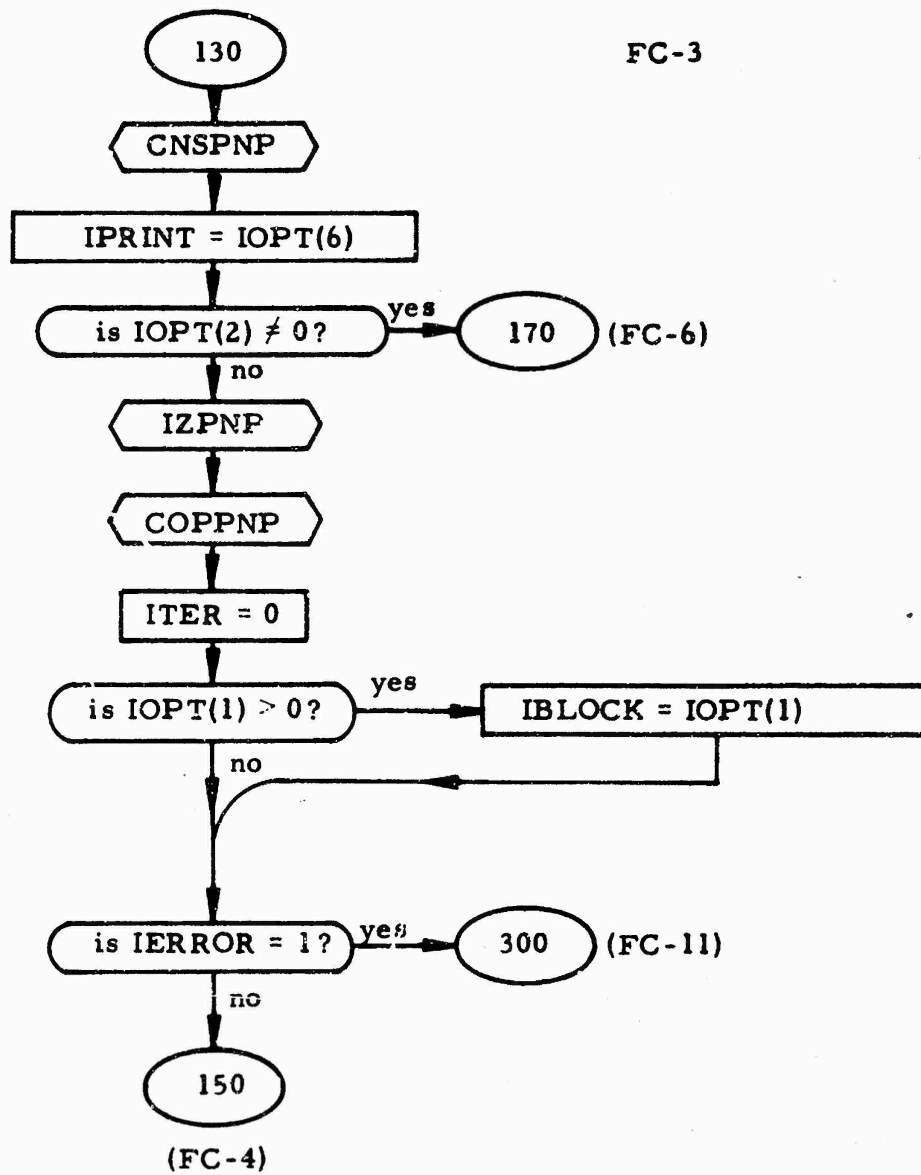 130
FC-3
CNSPNP
IPRINT = IOPT(6)
is IOPT(2) ≠ 0?
yes
170
(FC-6)
no
IZPNP
COPPNP
ITER = 0
is IOPT(1) > 0?
yes
IBLOCK = IOPT(1)
no
is IERROR = 1?
yes
300
(FC-11)
no
150
(FC-4)